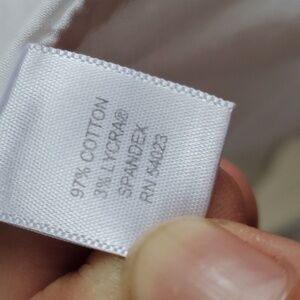 97% COTTON
3% LYCRA®
SPANDEX
RN 54023